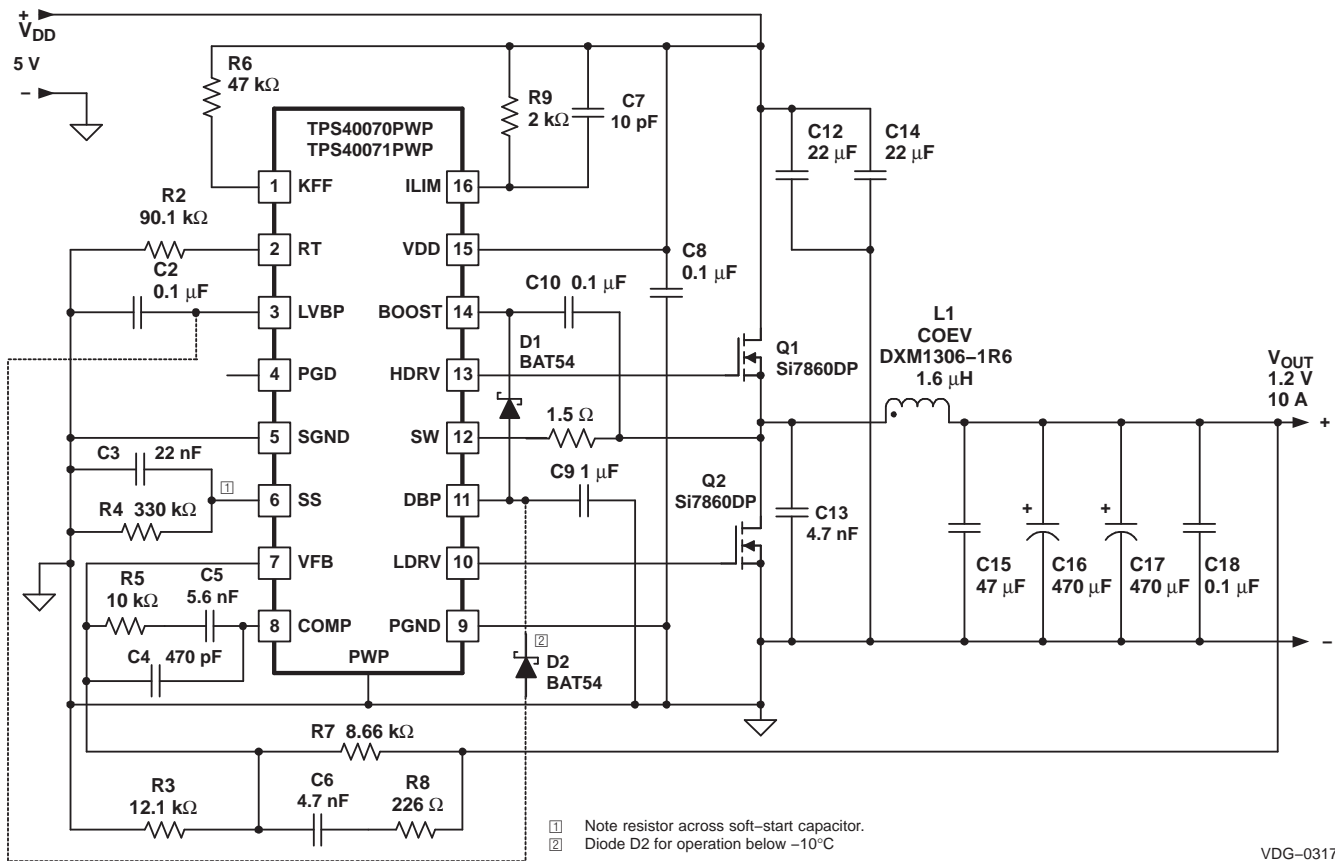 +
VDD
5 V
−
R6
47 kΩ
R9
2 kΩ
C7
10 pF
TPS40070PWP
TPS40071PWP
C12
22 μF
C14
22 μF
1 KFF
ILIM 16
R2
90.1 kΩ
2 RT
VDD 15
C2
0.1 μF
C8
0.1 μF
C10 0.1 μF
3 LVBP
BOOST 14
D1
BAT54
L1
COEV
DXM1306–1R6
1.6 μH
Q1
Si7860DP
4 PGD
HDRV 13
VOUT
1.2 V
10 A
1.5 Ω
5 SGND
SW 12
+
C3 22 nF
C9 1 μF
Q2
Si7860DP
1
6 SS
DBP 11
R4 330 kΩ
C13
4.7 nF
+
+
7 VFB
LDRV 10
C15
47 μF
C16
470 μF
C17
470 μF
C18
0.1 μF
R5
10 kΩ
C5
5.6 nF
8 COMP
PGND 9
2
−
C4 470 pF
PWP
D2
BAT54
R7 8.66 kΩ
R3
12.1 kΩ
C6
4.7 nF
R8
226 Ω
1 Note resistor across soft–start capacitor.
2 Diode D2 for operation below –10°C
VDG–0317